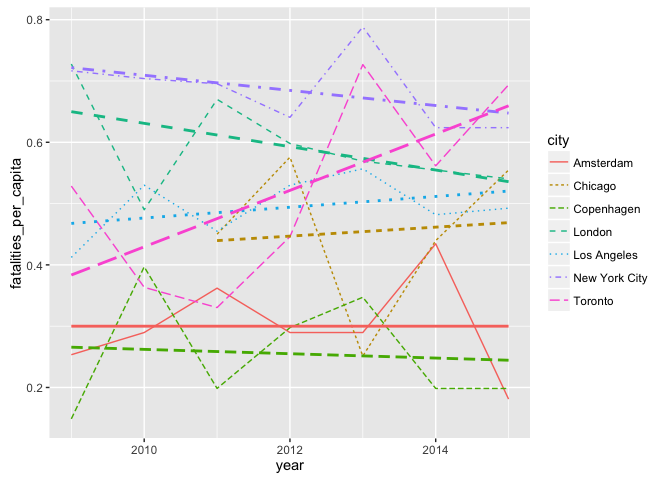 0.8
0.6
0.4
0.2
fatalities_per_capita
2010 2012 2014
year
city
Amsterdam
Chicago
Copenhagen
London
Los Angeles
New York City
Toronto